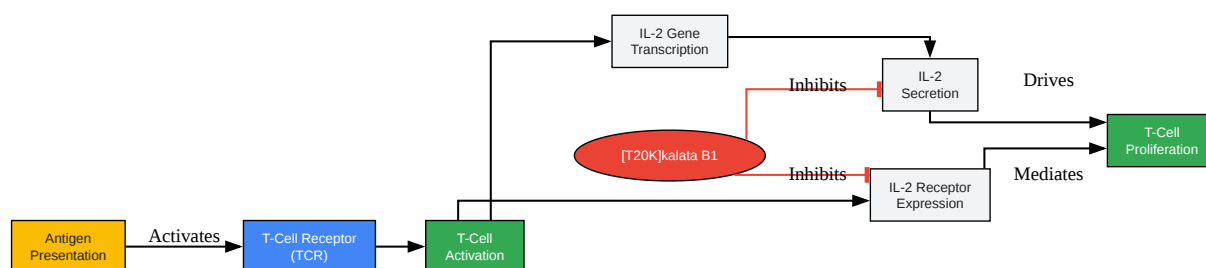 IL-2 Gene
Transcription
IL-2
Secretion
Inhibits
Drives
T-Cell
Proliferation
[T20K]kalata B1
Inhibits
Mediates
IL-2 Receptor
Expression
Antigen
Presentation
Activates
T-Cell Receptor
(TCR)
T-Cell
Activation